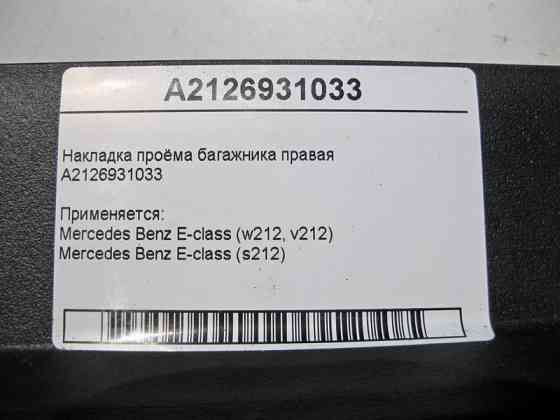 A2126931033
Накладка проёма багажника правая
A2126931033
Применяется:
Mercedes Benz E-class (w212, v212)
Mercedes Benz E-class (s212)